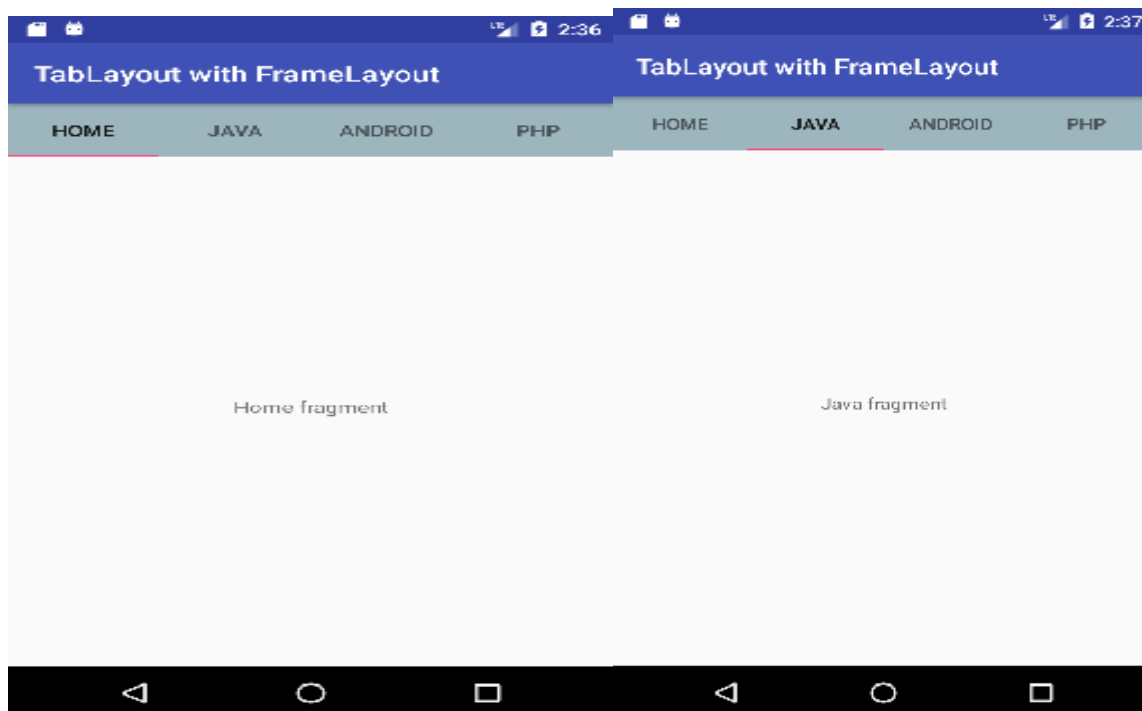 2:36
TabLayout with FrameLayout
HOME JAVA ANDROID PHP
Home fragment
2:37
TabLayout with FrameLayout
HOME JAVA ANDROID PHP
Java fragment